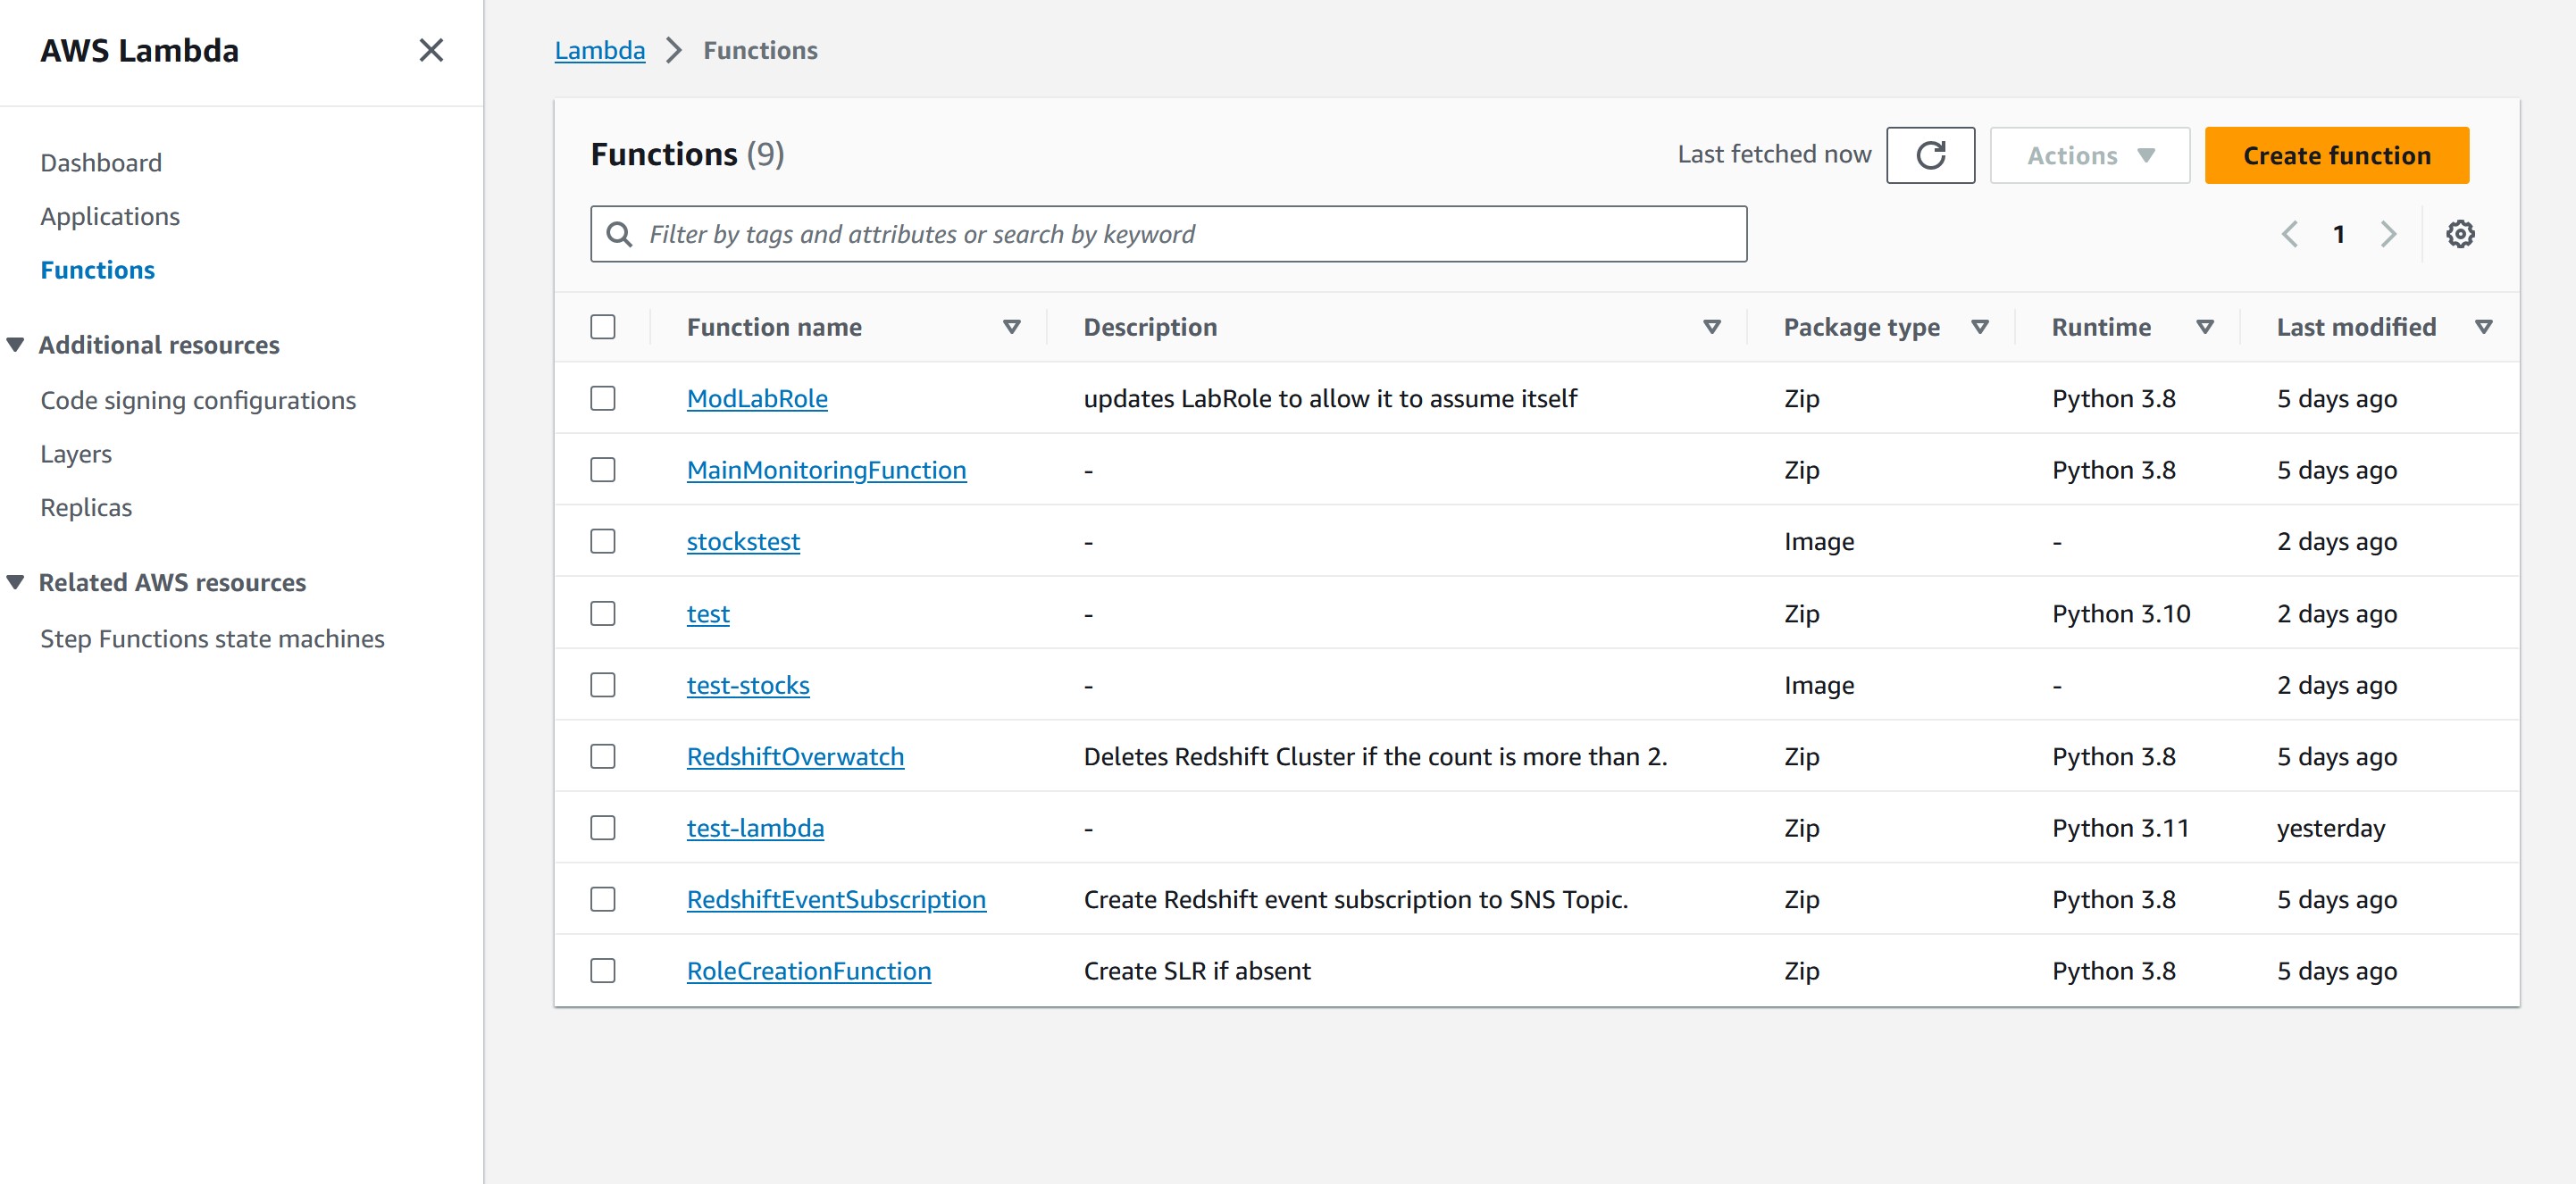 AWS Lambda
Dashboard
Applications
Functions
Additional resources
Code signing configurations
Layers
Replicas
Related AWS resources
Step Functions state machines
Lambda Functions
Functions (9) Last fetched now Actions Create function
Filter by tags and attributes or search by keyword 1
Function name Description Package type Runtime Last modified
ModLabRole updates LabRole to allow it to assume itself Zip Python 3.8 5 days ago
MainMonitoringFunction - Zip Python 3.8 5 days ago
stockstest - Image - 2 days ago
test - Zip Python 3.10 2 days ago
test-stocks - Image - 2 days ago
RedshiftOverwatch Deletes Redshift Cluster if the count is more than 2. Zip Python 3.8 5 days ago
test-lambda - Zip Python 3.11 yesterday
RedshiftEventSubscription Create Redshift event subscription to SNS Topic. Zip Python 3.8 5 days ago
RoleCreationFunction Create SLR if absent Zip Python 3.8 5 days ago